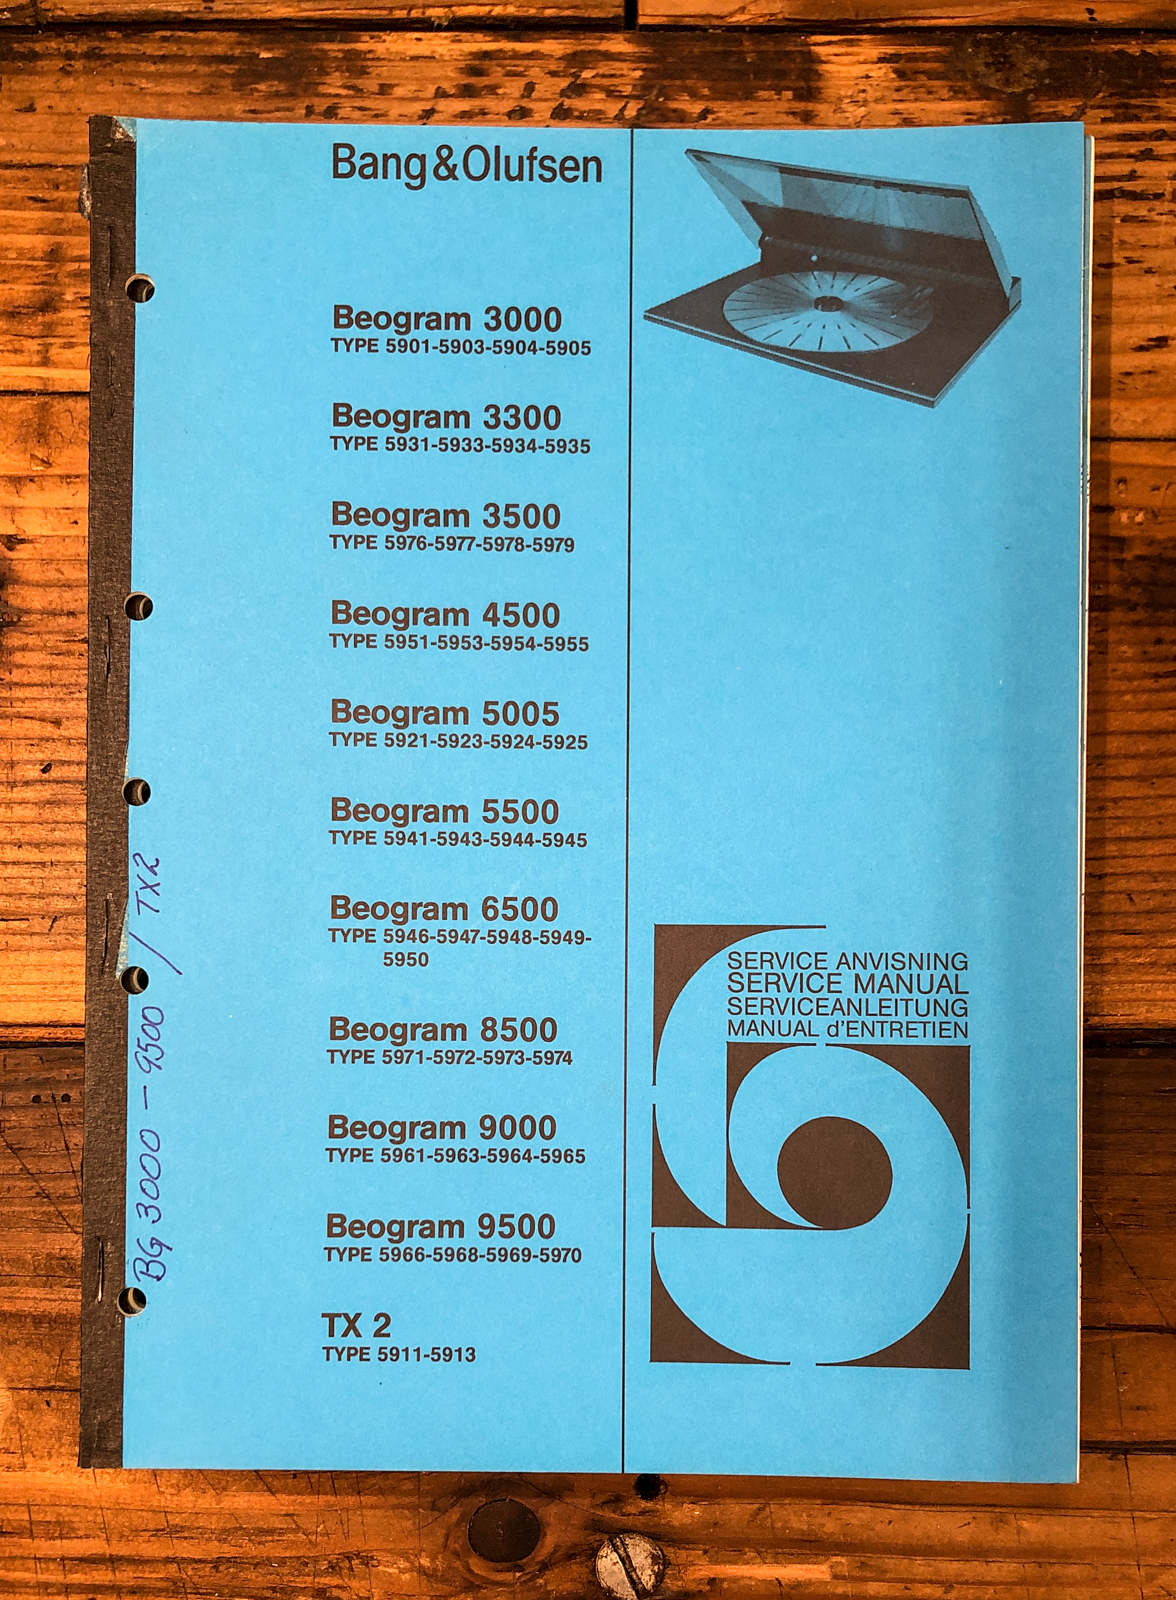 Bang&Olufsen
Beogram 3000
TYPE 5901-5903-5904-5905
Beogram 3300
TYPE 5931-5933-5934-5935
Beogram 3500
TYPE 5976-5977-5978-5979
Beogram 4500
TYPE 5951-5953-5954-5955
Beogram 5005
TYPE 5921-5923-5924-5925
Beogram 5500
TYPE 5941-5943-5944-5945
Beogram 6500
TYPE 5946-5947-5948-5949-
5950
Beogram 8500
TYPE 5971-5972-5973-5974
Beogram 9000
TYPE 5961-5963-5964-5965
Beogram 9500
TYPE 5966-5968-5969-5970
TX 2
TYPE 5911-5913
SERVICE ANVISNING
SERVICE MANUAL
SERVICEANLEITUNG
MANUAL d'ENTRETIEN
BG 3000 - 9500 / TX2